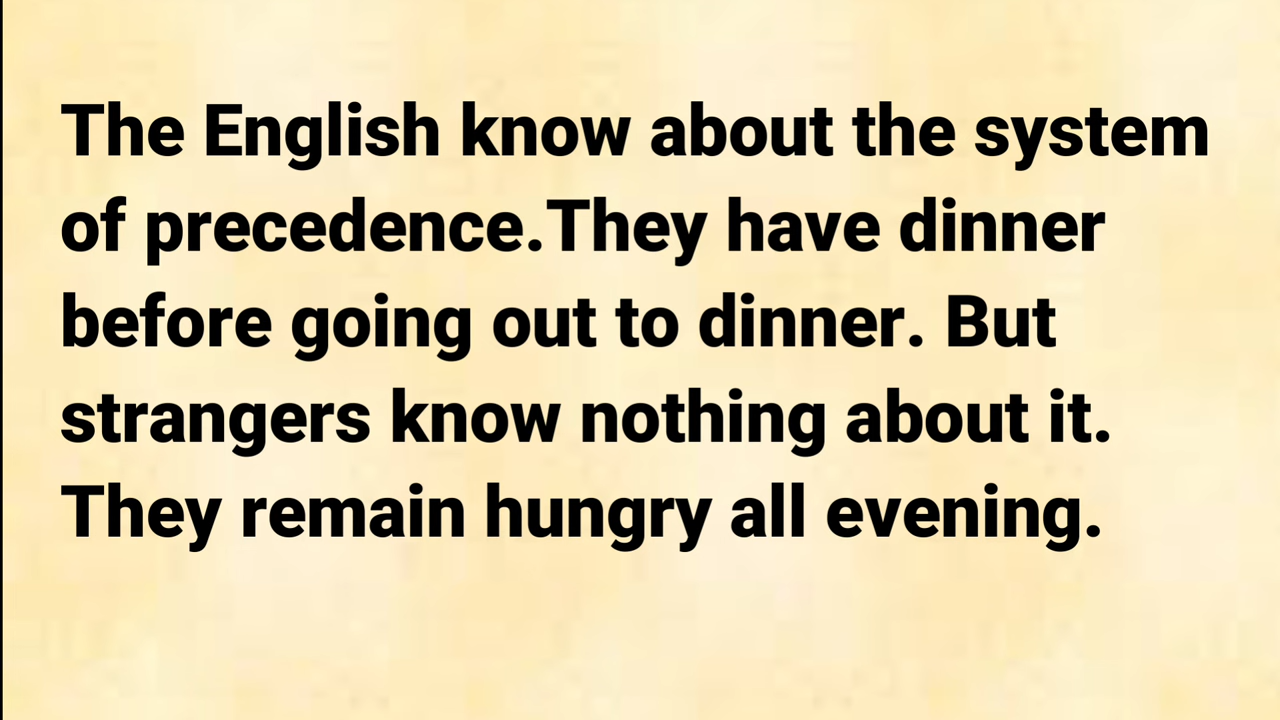 The English know about the system
of precedence.They have dinner
before going out to dinner. But
strangers know nothing about it.
They remain hungry all evening.